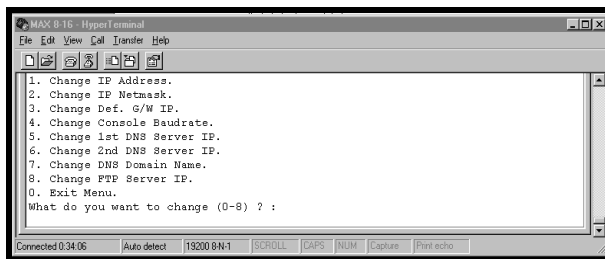 MAX 8-16 - HyperTerminal
File Edit View Call Transfer Help
1. Change IP Address.
2. Change IP Netmask.
3. Change Def. G/W IP.
4. Change Console Baudrate.
5. Change 1st DNS Server IP.
6. Change 2nd DNS Server IP.
7. Change DNS Domain Name.
8. Change FTP Server IP.
0. Exit Menu.
What do you want to change (0-8) ? :
Connected 0:34:06 Auto detect 19200 8-N-1 SCROLL CAPS NUM Capture Print echo